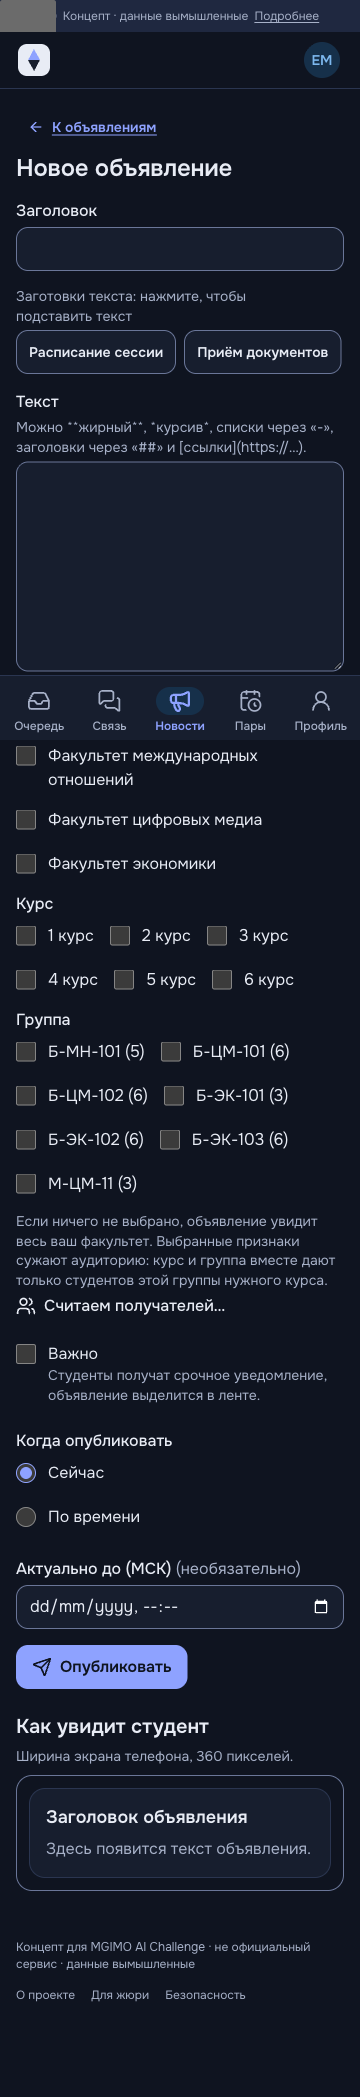 Концепт · данные вымышленные Подробнее
ЕМ
К объявлениям
Новое объявление
Заголовок
Заготовки текста: нажмите, чтобы
подставить текст
Расписание сессии
Приём документов
Текст
Можно **жирный**, *курсив*, списки через «-»,
заголовки через «##» и [ссылки](https://...).
Очередь
Связь
Новости
Пары
Профиль
Факультет международных
отношений
Факультет цифровых медиа
Факультет экономики
Курс
1 курс
2 курс
3 курс
4 курс
5 курс
6 курс
Группа
Б-МН-101 (5)
Б-ЦМ-101 (6)
Б-ЦМ-102 (6)
Б-ЭК-101 (3)
Б-ЭК-102 (6)
Б-ЭК-103 (6)
М-ЦМ-11 (3)
Если ничего не выбрано, объявление увидит
весь ваш факультет. Выбранные признаки
сужают аудиторию: курс и группа вместе дают
только студентов этой группы нужного курса.
Считаем получателей...
Важно
Студенты получат срочное уведомление,
объявление выделится в ленте.
Когда опубликовать
Сейчас
По времени
Актуально до (МСК) (необязательно)
dd/mm/yyyy, --:--
Опубликовать
Как увидит студент
Ширина экрана телефона, 360 пикселей.
Заголовок объявления
Здесь появится текст объявления.
Концепт для MGIMO AI Challenge · не официальный
сервис · данные вымышленные
О проекте
Для жюри
Безопасность